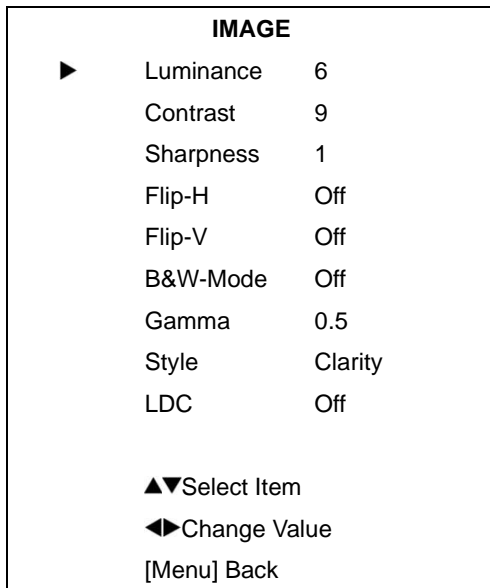 IMAGE
▶ Luminance 6
Contrast 9
Sharpness 1
Flip-H Off
Flip-V Off
B&W-Mode Off
Gamma 0.5
Style Clarity
LDC Off
▲▼Select Item
◀▶Change Value
[Menu] Back